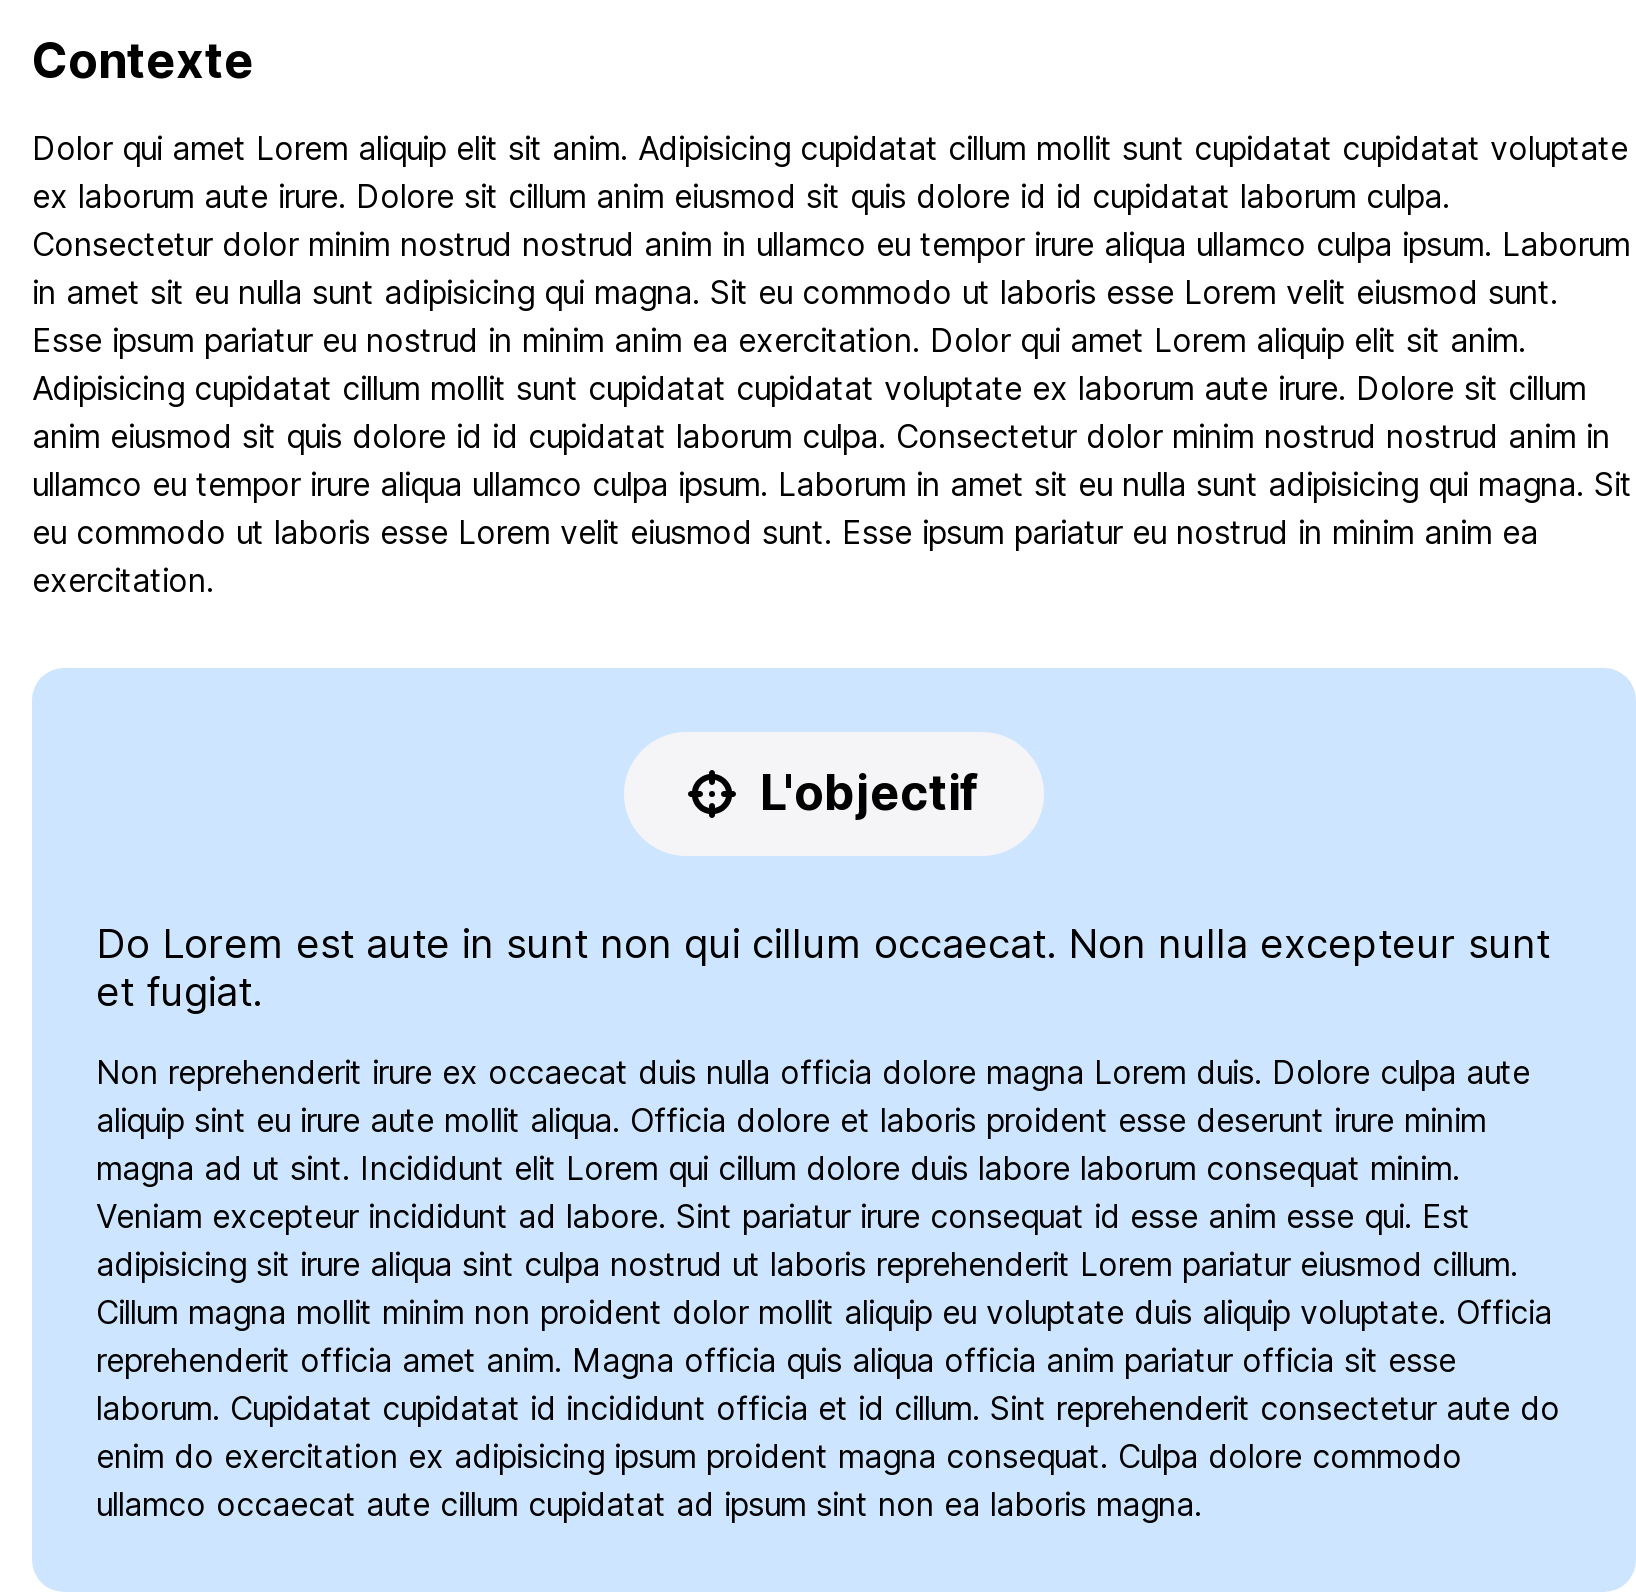 Contexte
Dolor qui amet Lorem aliquip elit sit anim. Adipisicing cupidatat cillum mollit sunt cupidatat cupidatat voluptate
ex laborum aute irure. Dolore sit cillum anim eiusmod sit quis dolore id id cupidatat laborum culpa.
Consectetur dolor minim nostrud nostrud anim in ullamco eu tempor irure aliqua ullamco culpa ipsum. Laborum
in amet sit eu nulla sunt adipisicing qui magna. Sit eu commodo ut laboris esse Lorem velit eiusmod sunt.
Esse ipsum pariatur eu nostrud in minim anim ea exercitation. Dolor qui amet Lorem aliquip elit sit anim.
Adipisicing cupidatat cillum mollit sunt cupidatat cupidatat voluptate ex laborum aute irure. Dolore sit cillum
anim eiusmod sit quis dolore id id cupidatat laborum culpa. Consectetur dolor minim nostrud nostrud anim in
ullamco eu tempor irure aliqua ullamco culpa ipsum. Laborum in amet sit eu nulla sunt adipisicing qui magna. Sit
eu commodo ut laboris esse Lorem velit eiusmod sunt. Esse ipsum pariatur eu nostrud in minim anim ea
exercitation.
L'objectif
Do Lorem est aute in sunt non qui cillum occaecat. Non nulla excepteur sunt
et fugiat.
Non reprehenderit irure ex occaecat duis nulla officia dolore magna Lorem duis. Dolore culpa aute
aliquip sint eu irure aute mollit aliqua. Officia dolore et laboris proident esse deserunt irure minim
magna ad ut sint. Incididunt elit Lorem qui cillum dolore duis labore laborum consequat minim.
Veniam excepteur incididunt ad labore. Sint pariatur irure consequat id esse anim esse qui. Est
adipisicing sit irure aliqua sint culpa nostrud ut laboris reprehenderit Lorem pariatur eiusmod cillum.
Cillum magna mollit minim non proident dolor mollit aliquip eu voluptate duis aliquip voluptate. Officia
reprehenderit officia amet anim. Magna officia quis aliqua officia anim pariatur officia sit esse
laborum. Cupidatat cupidatat id incididunt officia et id cillum. Sint reprehenderit consectetur aute do
enim do exercitation ex adipisicing ipsum proident magna consequat. Culpa dolore commodo
ullamco occaecat aute cillum cupidatat ad ipsum sint non ea laboris magna.